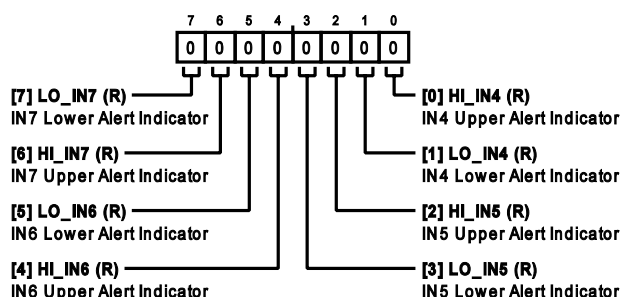 7 6 5 4 3 2 1 0
0 0 0 0 0 0 0 0
[7] LO_IN7 (R)
IN7 Lower Alert Indicator
[0] HI_IN4 (R)
IN4 Upper Alert Indicator
[6] HI_IN7 (R)
IN7 Upper Alert Indicator
[1] LO_IN4 (R)
IN4 Lower Alert Indicator
[5] LO_IN6 (R)
IN6 Lower Alert Indicator
[2] HI_IN5 (R)
IN5 Upper Alert Indicator
[4] HI_IN6 (R)
IN6 Upper Alert Indicator
[3] LO_IN5 (R)
IN5 Lower Alert Indicator